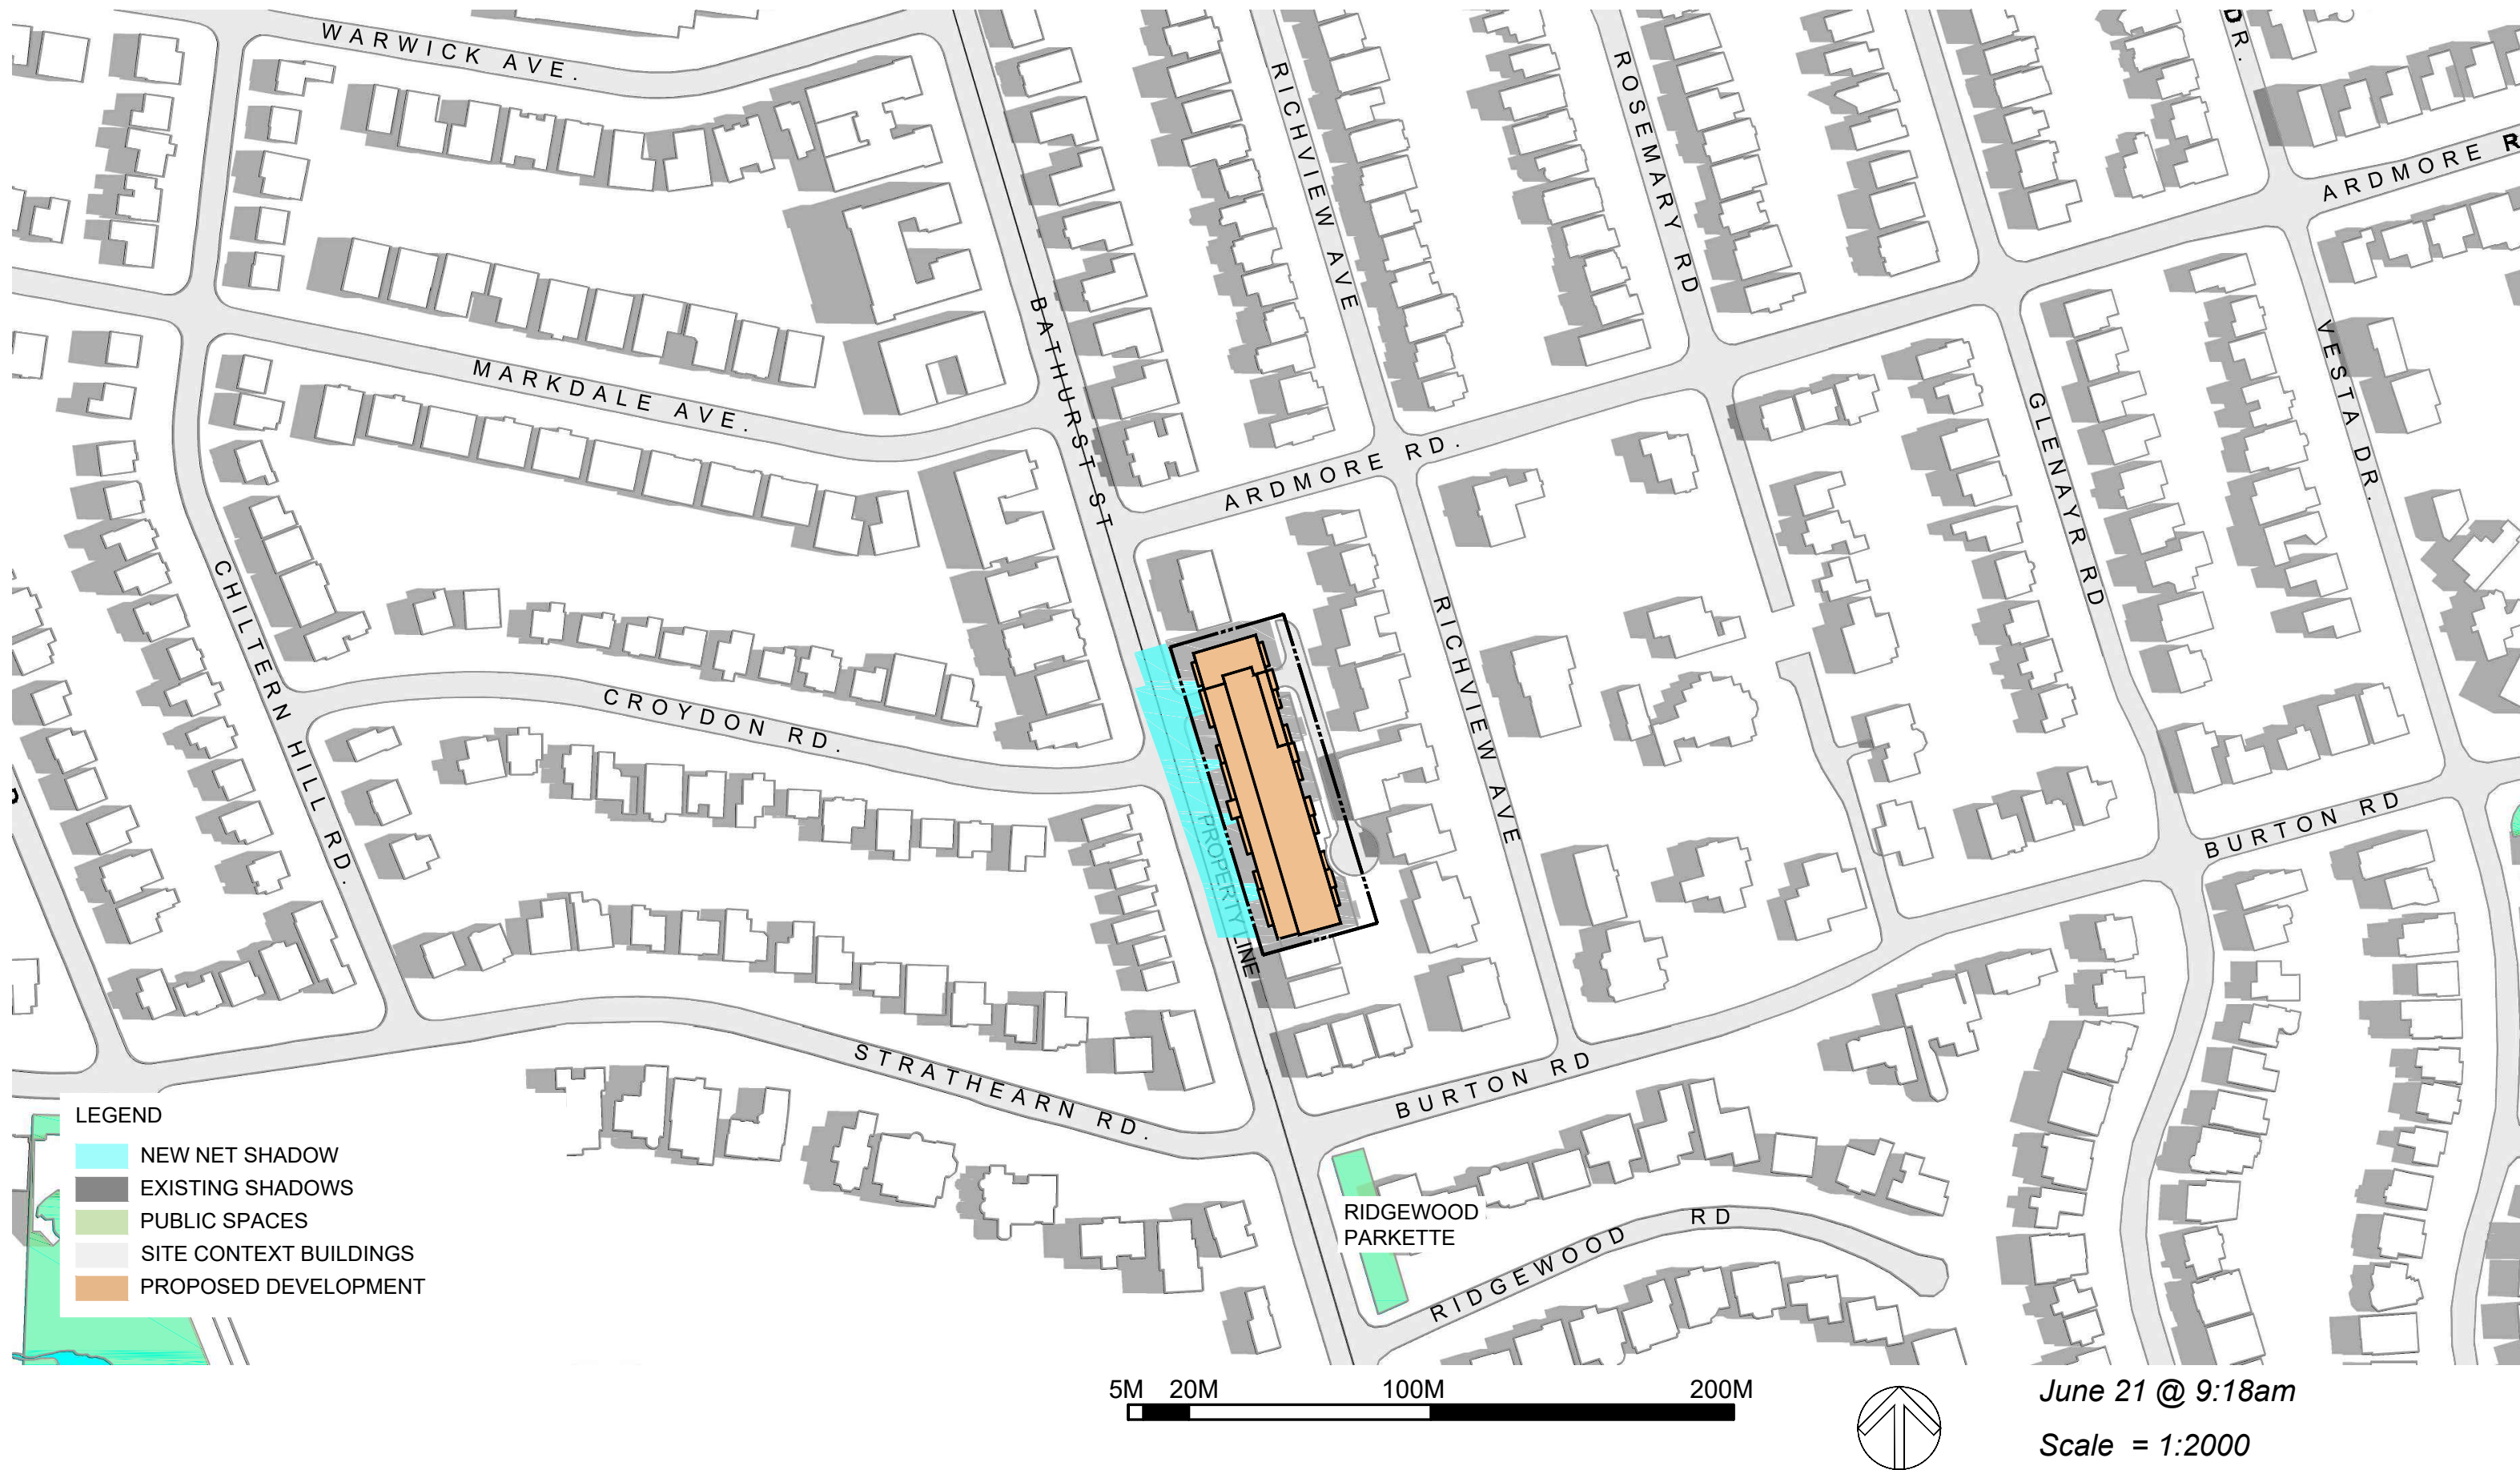 WARWICK AVE.
RICHVIEW AVE
ROSEMARY RD
DR.
ARDMORE R
BATHURST ST
MARKDALE AVE.
VESTA DR.
GLENAYR RD
ARDMORE RD.
CHILTERN HILL RD.
CROYDON RD.
RICHVIEW AVE
PROPERTY LINE
BURTON RD
STRATHEARN RD.
BURTON RD
LEGEND
NEW NET SHADOW
EXISTING SHADOWS
PUBLIC SPACES
SITE CONTEXT BUILDINGS
PROPOSED DEVELOPMENT
RIDGEWOOD
PARKETTE
RIDGEWOOD RD
5M 20M 100M 200M
June 21 @ 9:18am
Scale = 1:2000